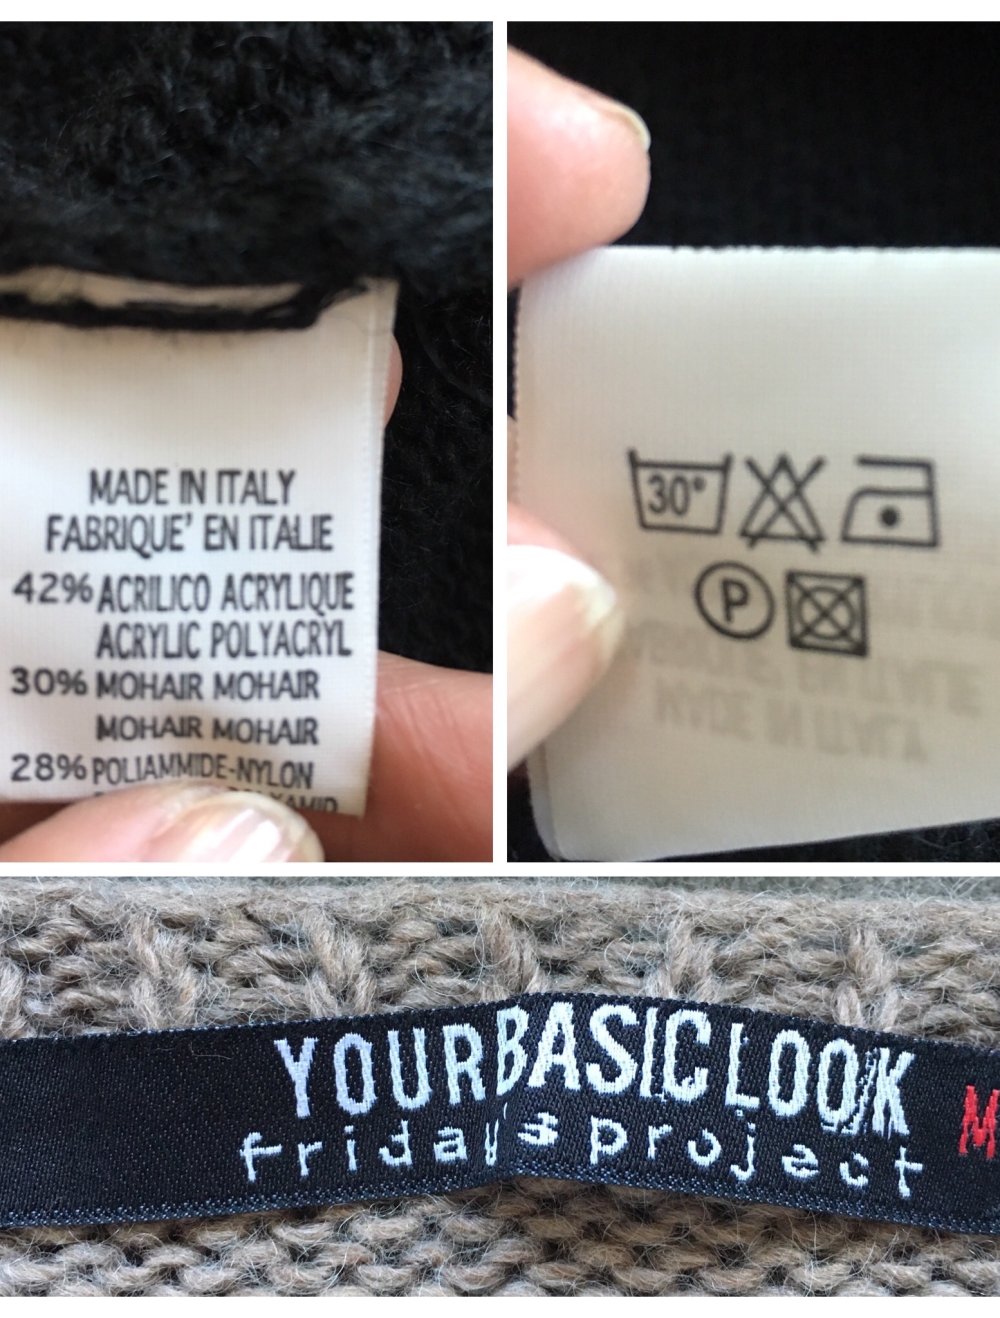 MADE IN ITALY
FABRIQUE' EN ITALIE
42% ACRILICO ACRYLIQUE
ACRYLIC POLYACRYL
30% MOHAIR MOHAIR
MOHAIR MOHAIR
28% POLIAMMIDE-NYLON
30°
P
YOURBASICLOOK
friday's project
M